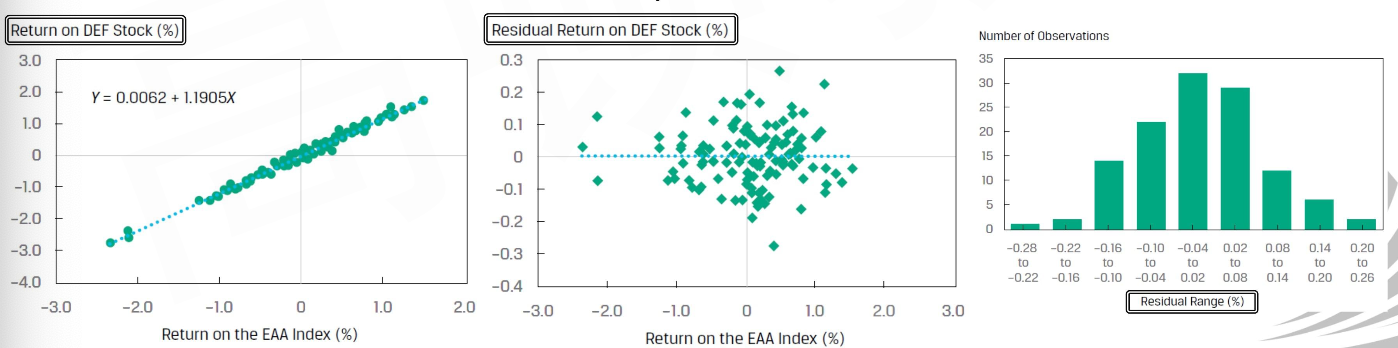 Return on DEF Stock (%)
3.0
2.0
1.0
0
−1.0
−2.0
−3.0
−4.0
Y = 0.0062 + 1.1905X
−3.0 −2.0 −1.0 0 1.0 2.0
Return on the EAA Index (%)
Residual Return on DEF Stock (%)
0.3
0.2
0.1
0
−0.1
−0.2
−0.3
−0.4
−3.0 −2.0 −1.0 0 1.0 2.0 3.0
Return on the EAA Index (%)
Number of Observations
35
30
25
20
15
10
5
0
−0.28 −0.22 −0.16 −0.10 −0.04 0.02 0.08 0.14 0.20
to to to to to to to to to
−0.22 −0.16 −0.10 −0.04 0.02 0.08 0.14 0.20 0.26
Residual Range (%)